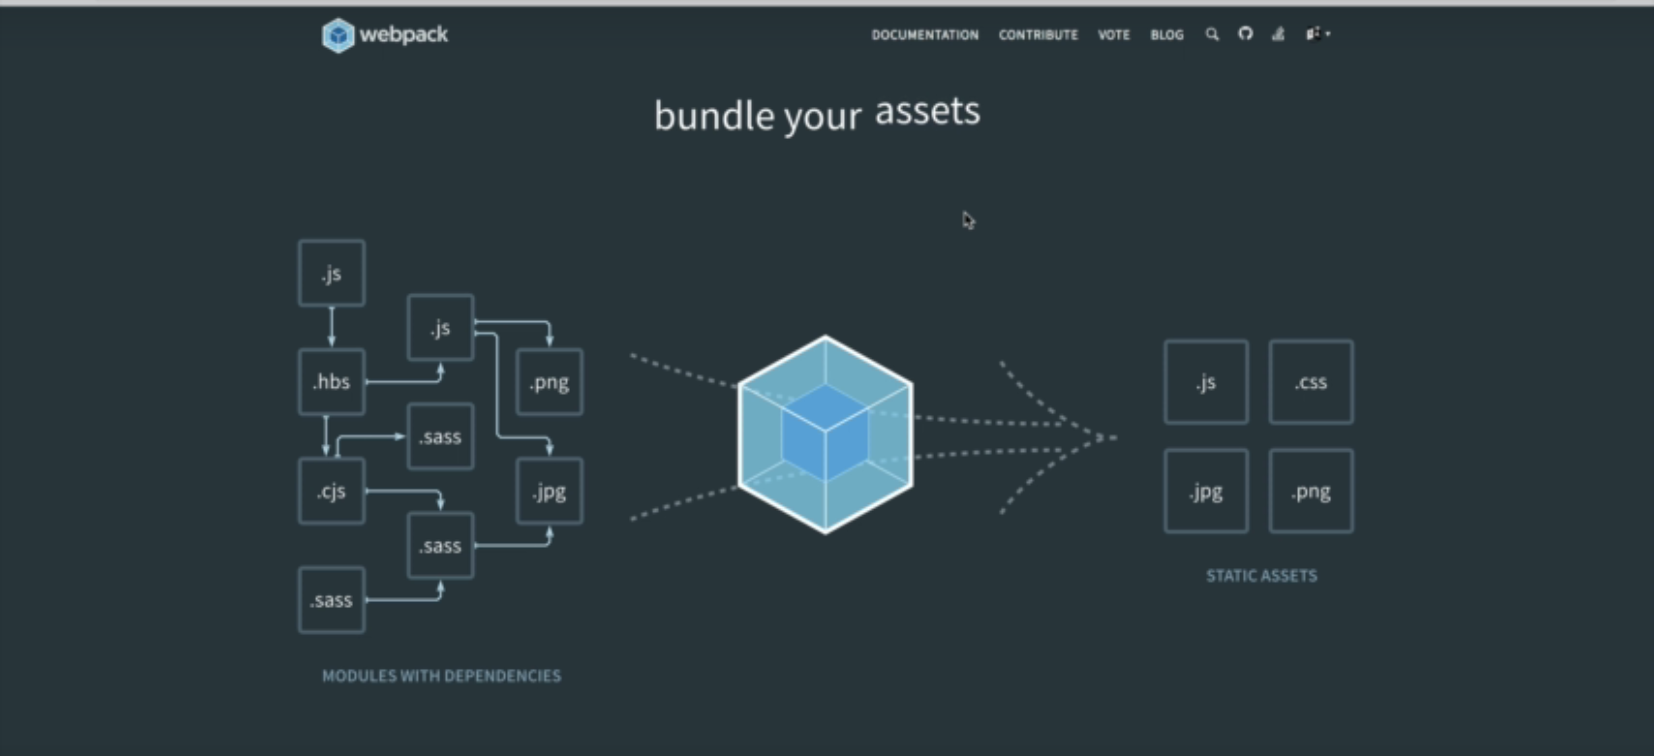 webpack
DOCUMENTATION CONTRIBUTE VOTE BLOG
bundle your assets
.js
.js
.hbs
.png
.sass
.cjs
.jpg
.sass
.sass
MODULES WITH DEPENDENCIES
.js
.css
.jpg
.png
STATIC ASSETS